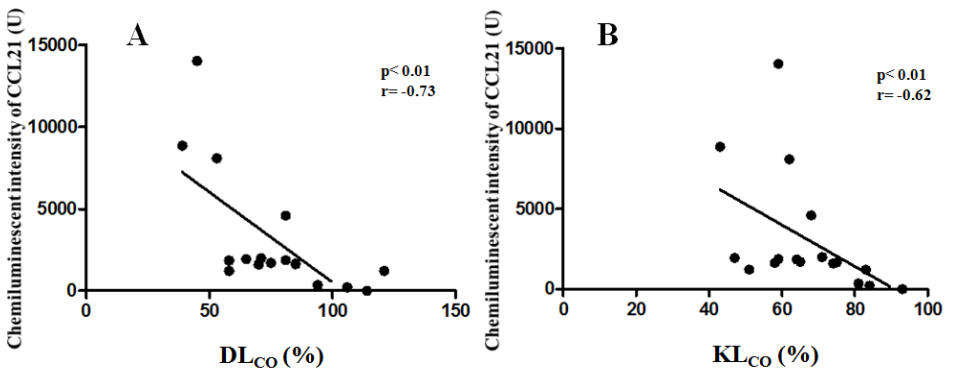 Chemiluminescent intensity of CCL21 (U)
A
15000
10000
5000
0
p< 0.01
r= -0.73
0 50 100 150
DLCO (%)
Chemiluminescent intensity of CCL21 (U)
B
15000
10000
5000
0
p< 0.01
r= -0.62
0 20 40 60 80 100
KLCO (%)